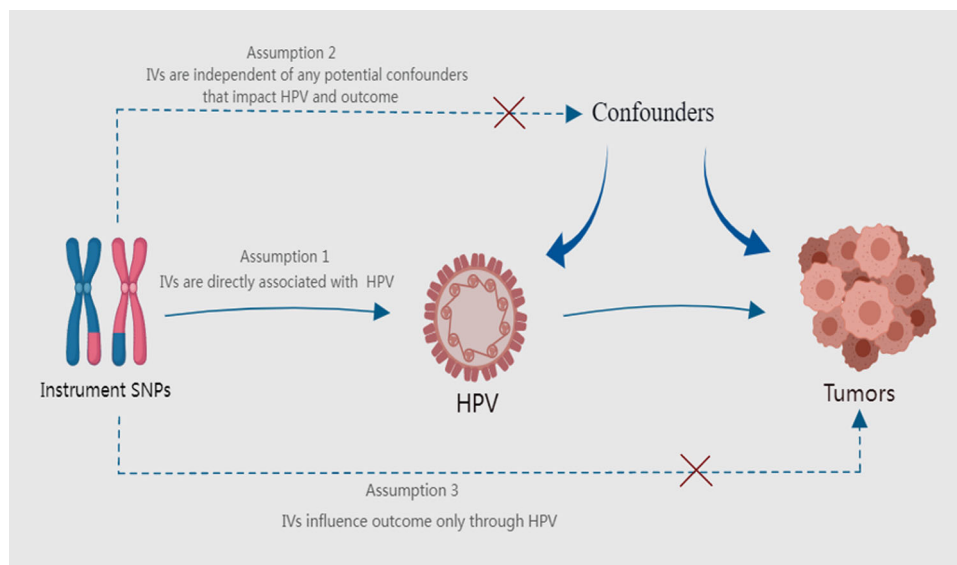 Assumption 2
IVs are independent of any potential confounders
that impact HPV and outcome
Confounders
Assumption 1
IVs are directly associated with HPV
Instrument SNPs
HPV
Tumors
Assumption 3
IVs influence outcome only through HPV